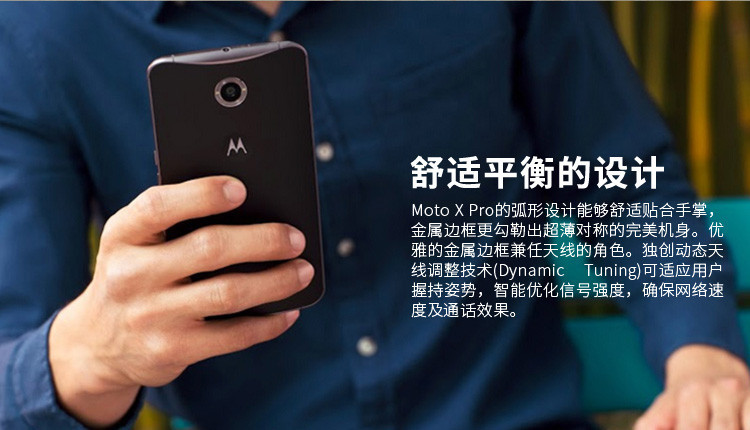 舒适平衡的设计
Moto X Pro的弧形设计能够舒适贴合手掌，
金属边框更勾勒出超薄对称的完美机身。优
雅的金属边框兼任天线的角色。独创动态天
线调整技术(Dynamic Tuning)可适应用户
握持姿势，智能优化信号强度，确保网络速
度及通话效果。